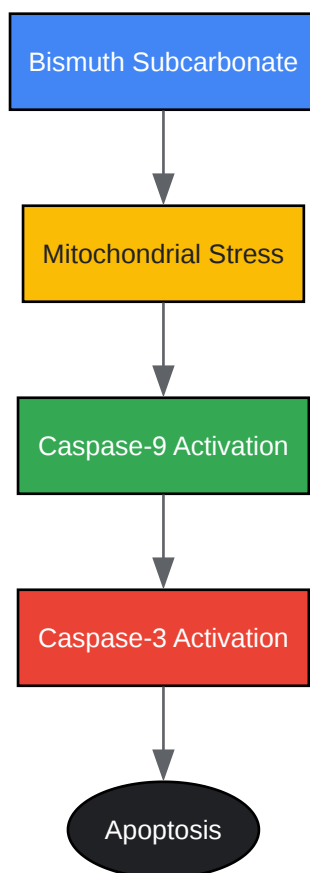 Bismuth Subcarbonate
Mitochondrial Stress
Caspase-9 Activation
Caspase-3 Activation
Apoptosis